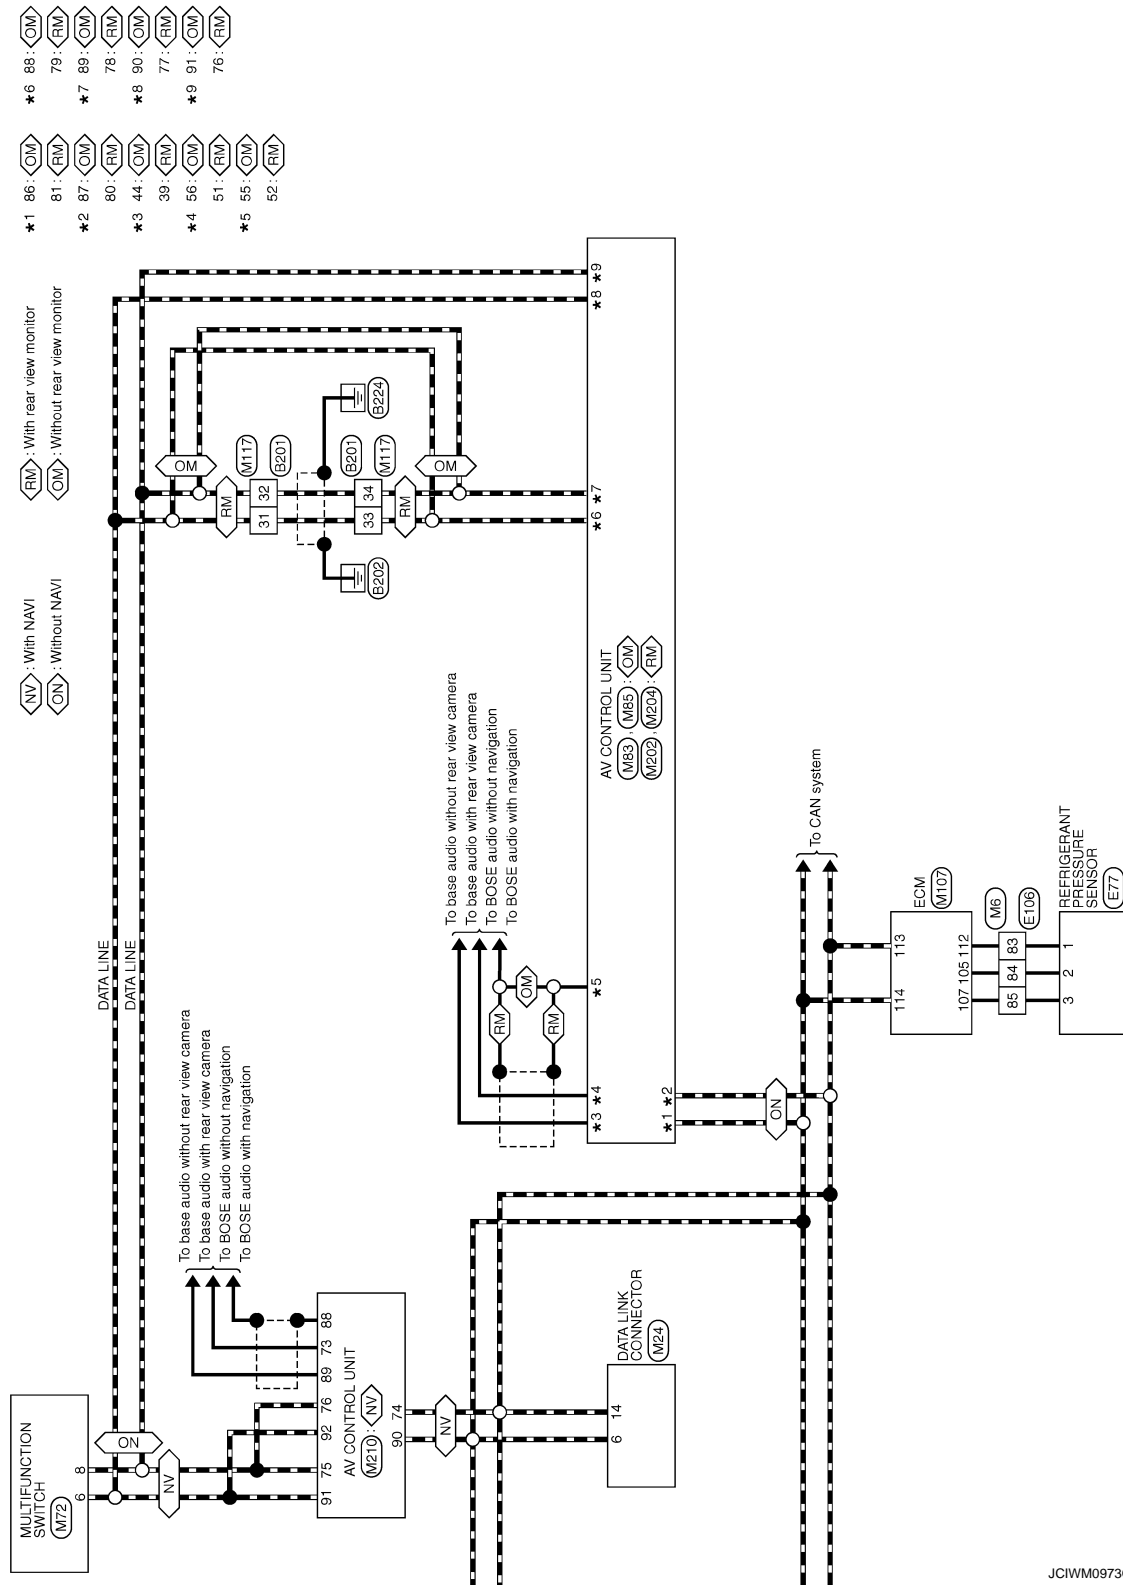 *1 86: OM
81: RM
*2 87: OM
80: RM
*3 44: OM
39: RM
*4 56: OM
51: RM
*5 55: OM
52: RM
*6 88: OM
79: RM
*7 89: OM
78: RM
*8 90: OM
77: RM
*9 91: OM
76: RM
NV : With NAVI
ON : Without NAVI
RM : With rear view monitor
OM : Without rear view monitor
DATA LINE
DATA LINE
MULTIFUNCTION
SWITCH
M72
6 8
ON
NV
91 75 92 76 89 73 88
AV CONTROL UNIT
M210 : NV
90 74
NV
To base audio without rear view camera
To base audio with rear view camera
To BOSE audio without navigation
To BOSE audio with navigation
6 14
DATA LINK
CONNECTOR
M24
To base audio without rear view camera
To base audio with rear view camera
To BOSE audio without navigation
To BOSE audio with navigation
RM OM RM
*3 *4 *5 *6 *7 *8 *9
AV CONTROL UNIT
M83 , M85 : OM
M202 , M204 : RM
*1 *2
ON
OM
RM
31 32
M117
B201
B202
B224
33 34
B201
M117
RM
OM
To CAN system
114 113
ECM
M107
107 105 112
85 84 83
M6
E106
3 2 1
REFRIGERANT
PRESSURE
SENSOR
E77